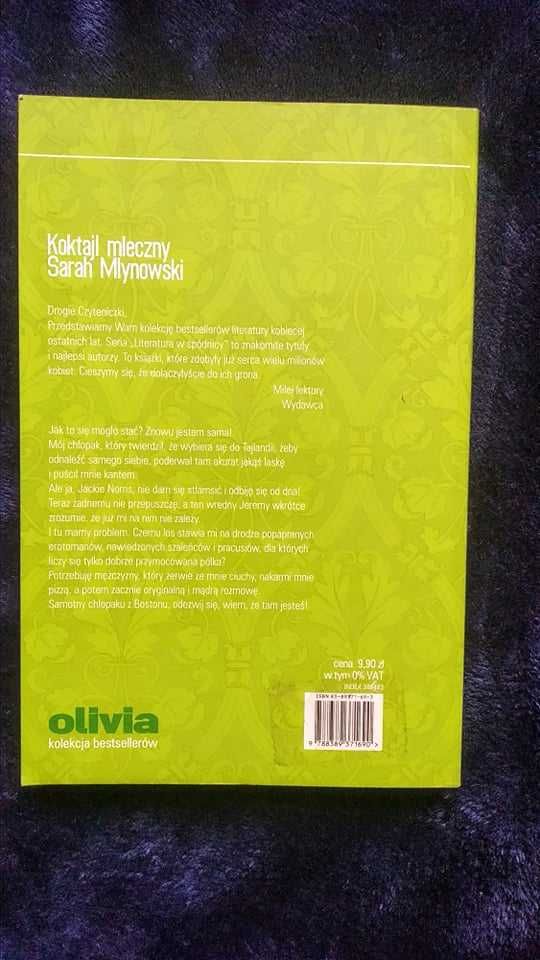 Koktajl mleczny
Sarah Mlynowski
Drogie Czyteniczki,
Przedstawiamy Wam kolekcję bestsellerów literatury kobiecej
ostatnich lat. Seria „Literatura w spódnicy” to znakomite tytuły
i najlepsi autorzy. To książki, które zdobyły już serca wielu milionów
kobiet. Cieszymy się, że dołączyłyście do ich grona.
Miłej lektury
Wydawca
Jak to się mogło stać? Znowu jestem sama!
Mój chłopak, który twierdził, że wybiera się do Tajlandii, żeby
odnaleźć samego siebie, poderwał tam akurat jakąś laskę
i puścił mnie kantem.
Ale ja, Jackie Norris, nie dam się stłamsić i odbiję się od dna!
Teraz żadnemu nie przepuszczę, a ten wredny Jeremy wkrótce
zrozumie, że już mi na nim nie zależy.
I tu mamy problem. Czemu los stawia mi na drodze popapranych
erotomanów, nawiedzonych szaleńców i pracusiów, dla których
liczy się tylko dobrze przymocowana półka?
Potrzebuję mężczyzny, który zerwie ze mnie ciuchy, nakarmi mnie
pizzą, a potem zacznie oryginalną i mądrą rozmowę.
Samotny chłopaku z Bostonu, odezwij się, wiem, że tam jesteś!
cena 9,90 zł
w tym 0% VAT
olivia
kolekcja bestsellerów
9 788389 371690